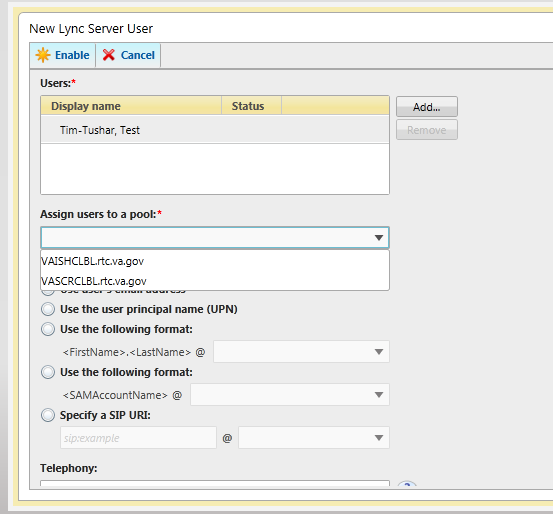 New Lync Server User
Enable Cancel
Users:*
Display name Status
Add...
Tim-Tushar, Test
Remove
Assign users to a pool:*
VAISHCLBL.rtc.va.gov
VASCRCLBL.rtc.va.gov
Use user's email address
Use the user principal name (UPN)
Use the following format:
<FirstName>.<LastName> @
Use the following format:
<SAMAccountName> @
Specify a SIP URI:
sip:example @
Telephony: